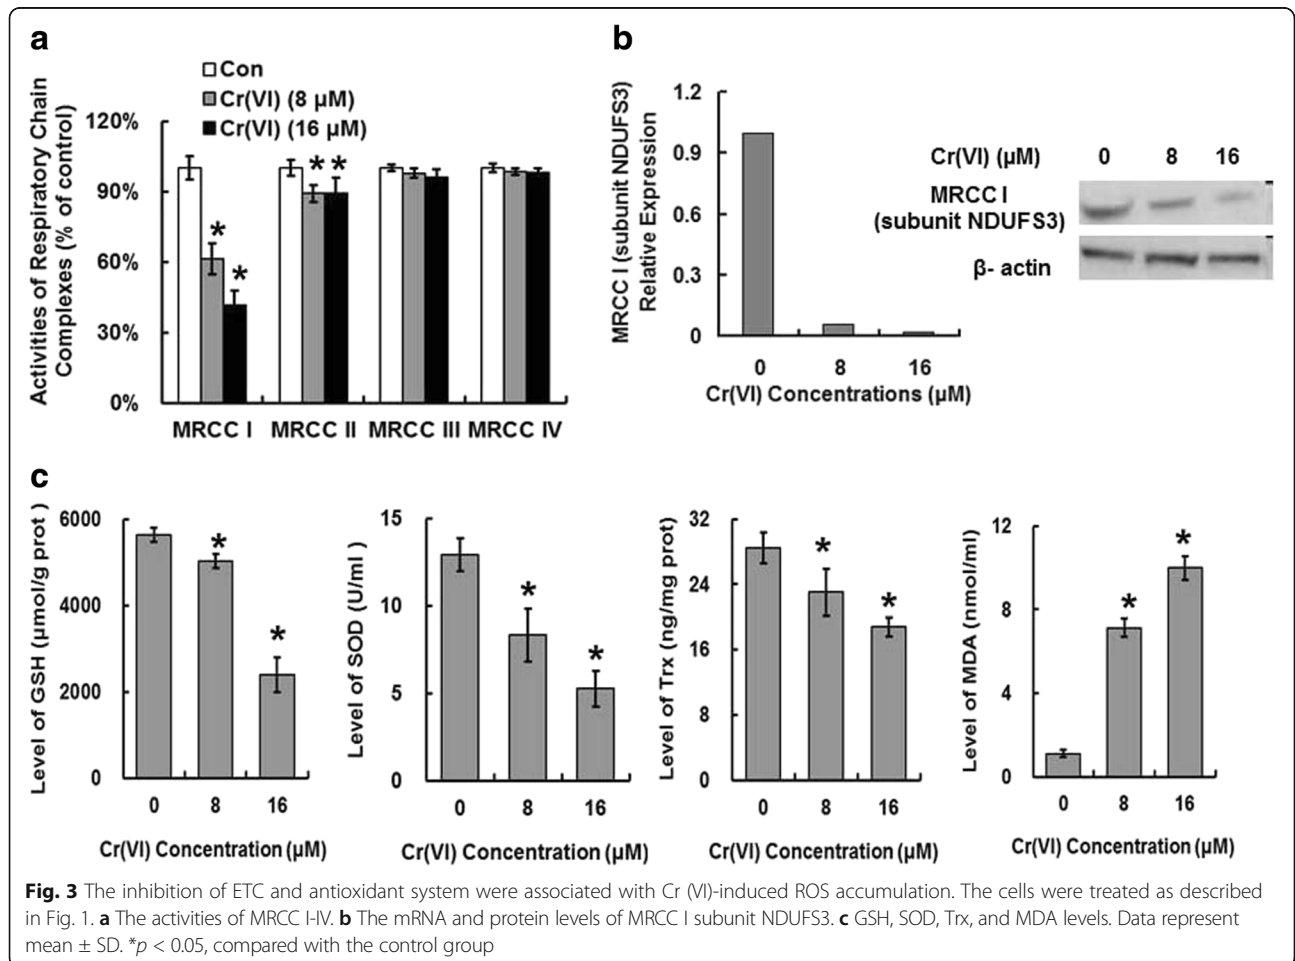 a
Con
Cr(VI) (8 µM)
Cr(VI) (16 µM)
Activities of Respiratory Chain
Complexes (% of control)
120%
90%
60%
30%
0%
* * * *
MRCC I MRCC II MRCC III MRCC IV
b
MRCC I (subunit NDUFS3)
Relative Expression
1.2
0.9
0.6
0.3
0
0 8 16
Cr(VI) Concentrations (µM)
Cr(VI) (µM) 0 8 16
MRCC I
(subunit NDUFS3)
β- actin
c
Level of GSH (µmol/g prot )
6000
4000
2000
0
* *
0 8 16
Cr(VI) Concentration (µM)
Level of SOD (U/ml )
15
10
5
0
* *
0 8 16
Cr(VI) Concentration (µM)
Level of Trx (ng/mg prot)
32
24
16
8
0
* *
0 8 16
Cr(VI) Concentration (µM)
Level of MDA (nmol/ml)
12
8
4
0
* *
0 8 16
Cr(VI) Concentration (µM)
Fig. 3 The inhibition of ETC and antioxidant system were associated with Cr (VI)-induced ROS accumulation. The cells were treated as described
in Fig. 1. a The activities of MRCC I-IV. b The mRNA and protein levels of MRCC I subunit NDUFS3. c GSH, SOD, Trx, and MDA levels. Data represent
mean ± SD. *p < 0.05, compared with the control group